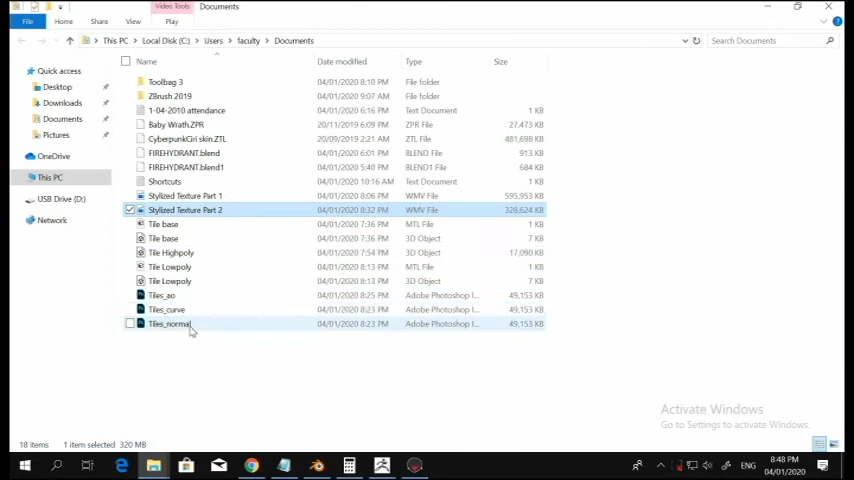 Video Tools Documents
File Home Share View Play
This PC Local Disk (C:) Users faculty Documents Search Documents
Name Date modified Type Size
Quick access
Desktop
Downloads
Documents
Pictures
OneDrive
This PC
USB Drive (D:)
Network
Toolbag 3 04/01/2020 8:10 PM File folder
ZBrush 2019 04/01/2020 9:07 AM File folder
1-04-2010 attendance 04/01/2020 6:16 PM Text Document 1 KB
Baby Wrath.ZPR 20/11/2019 6:09 PM ZPR File 27,473 KB
CyberpunkCiri skin.ZTL 20/09/2019 2:21 AM ZTL File 481,698 KB
FIREHYDRANT.blend 04/01/2020 6:01 PM BLEND File 913 KB
FIREHYDRANT.blend1 04/01/2020 5:40 PM BLEND1 File 684 KB
Shortcuts 04/01/2020 10:16 AM Text Document 1 KB
Stylized Texture Part 1 04/01/2020 8:06 PM WMV File 595,953 KB
Stylized Texture Part 2 04/01/2020 8:32 PM WMV File 328,624 KB
Tile base 04/01/2020 7:36 PM MTL File 1 KB
Tile base 04/01/2020 7:36 PM 3D Object 7 KB
Tile Highpoly 04/01/2020 7:54 PM 3D Object 17,090 KB
Tile Lowpoly 04/01/2020 8:13 PM MTL File 1 KB
Tile Lowpoly 04/01/2020 8:13 PM 3D Object 7 KB
Tiles_ao 04/01/2020 8:25 PM Adobe Photoshop I... 49,153 KB
Tiles_curve 04/01/2020 8:23 PM Adobe Photoshop I... 49,153 KB
Tiles_normal 04/01/2020 8:23 PM Adobe Photoshop I... 49,153 KB
Activate Windows
Go to Settings to activate Windows.
18 items 1 item selected 320 MB
ENG 8:48 PM
04/01/2020